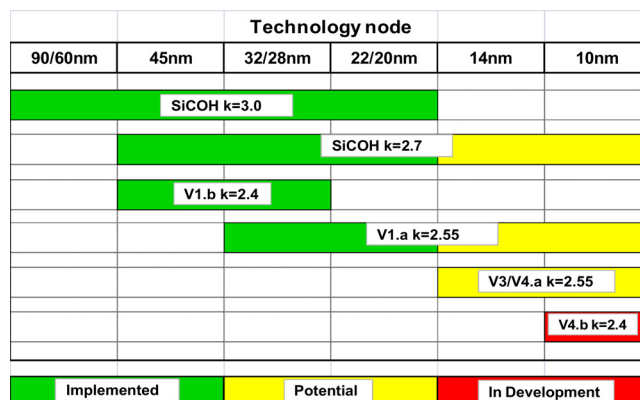 Technology node
90/60nm 45nm 32/28nm 22/20nm 14nm 10nm
SiCOH k=3.0
SiCOH k=2.7
V1.b k=2.4
V1.a k=2.55
V3/V4.a k=2.55
V4.b k=2.4
Implemented Potential In Development